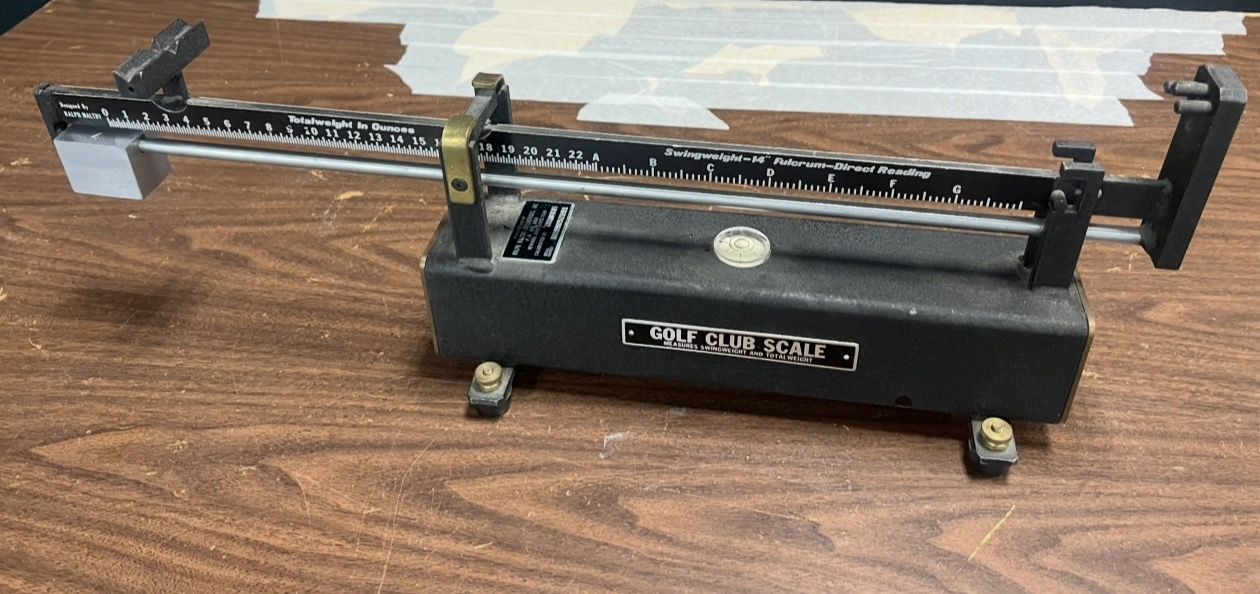 Designed By
RALPH MALTBY
0 1 2 3 4 5 6 7 8 9 10 11 12 13 14 15
Totalweight in Ounces
18 19 20 21 22 A B C D E F G
Swingweight-14" Fulcrum-Direct Reading
GOLF CLUB SCALE
MEASURES SWINGWEIGHT AND TOTALWEIGHT